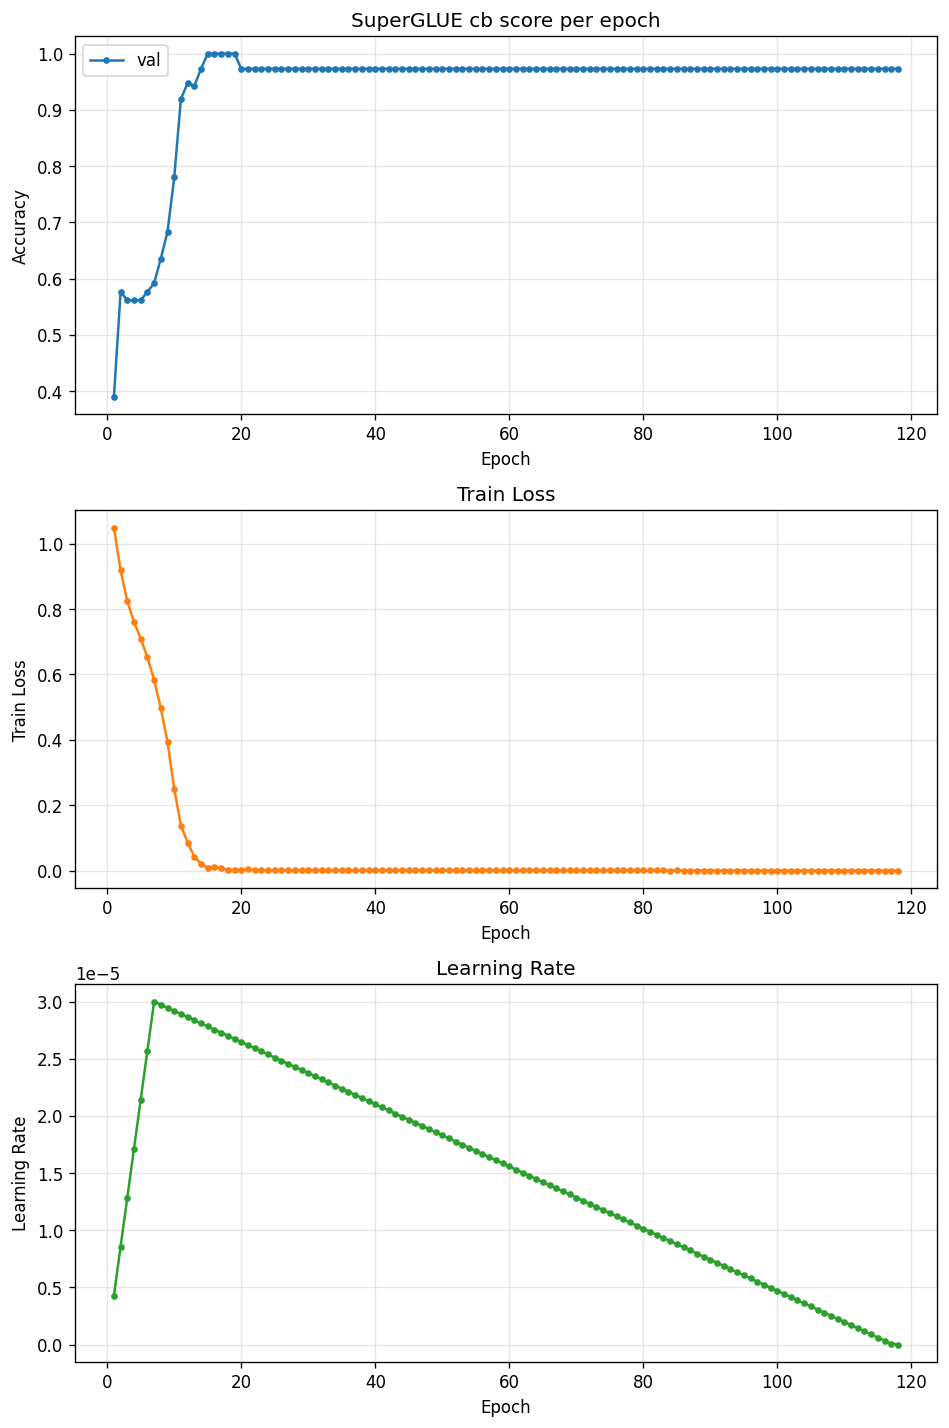 SuperGLUE cb score per epoch
val
1.0
0.9
0.8
0.7
0.6
0.5
0.4
Accuracy
0 20 40 60 80 100 120
Epoch
Train Loss
1.0
0.8
0.6
0.4
0.2
0.0
Train Loss
0 20 40 60 80 100 120
Epoch
Learning Rate
1e−5
3.0
2.5
2.0
1.5
1.0
0.5
0.0
Learning Rate
0 20 40 60 80 100 120
Epoch